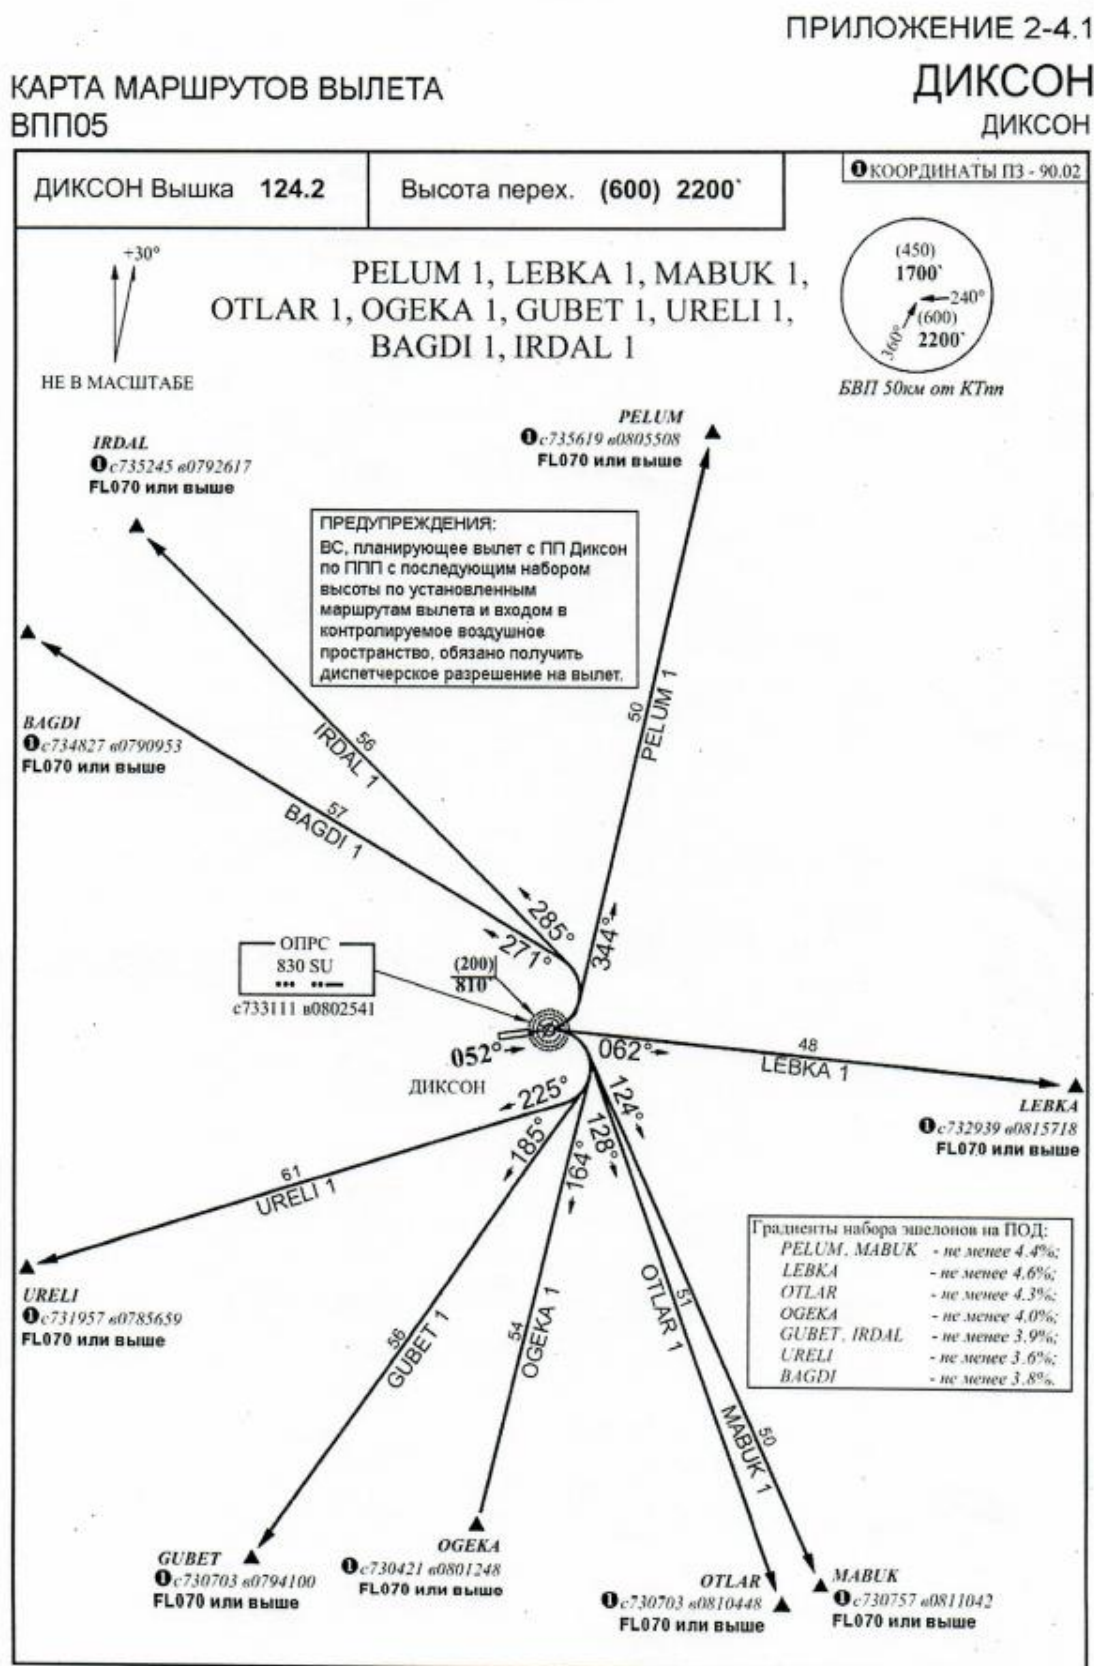 ПРИЛОЖЕНИЕ 2-4.1
КАРТА МАРШРУТОВ ВЫЛЕТА
ВПП05
ДИКСОН
ДИКСОН
ДИКСОН Вышка 124.2
Высота перех. (600) 2200`
❶КООРДИНАТЫ ПЗ - 90.02
+30°
НЕ В МАСШТАБЕ
PELUM 1, LEBKA 1, MABUK 1,
OTLAR 1, OGEKA 1, GUBET 1, URELI 1,
BAGDI 1, IRDAL 1
(450)
1700`
240°
(600)
2200`
360°
БВП 50км от КТпп
PELUM
❶с735619 в0805508
FL070 или выше
IRDAL
❶с735245 в0792617
FL070 или выше
ПРЕДУПРЕЖДЕНИЯ:
ВС, планирующее вылет с ПП Диксон
по ППП с последующим набором
высоты по установленным
маршрутам вылета и входом в
контролируемое воздушное
пространство, обязано получить
диспетчерское разрешение на вылет.
BAGDI
❶с734827 в0790953
FL070 или выше
50
PELUM 1
56
IRDAL 1
57
BAGDI 1
285°
271°
344°
ОПРС
830 SU
с733111 в0802541
(200)
810`
052°
062°
ДИКСОН
48
LEBKA 1
LEBKA
❶с732939 в0815718
FL070 или выше
225°
185°
164°
128°
124°
61
URELI 1
URELI
❶с731957 в0785659
FL070 или выше
56
GUBET 1
54
OGEKA 1
51
OTLAR 1
50
MABUK 1
Градиенты набора эшелонов на ПОД:
PELUM, MABUK - не менее 4.4%;
LEBKA - не менее 4.6%;
OTLAR - не менее 4.3%;
OGEKA - не менее 4.0%;
GUBET, IRDAL - не менее 3.9%;
URELI - не менее 3.6%;
BAGDI - не менее 3.8%.
GUBET
❶с730703 в0794100
FL070 или выше
OGEKA
❶с730421 в0801248
FL070 или выше
OTLAR
❶с730703 в0810448
FL070 или выше
MABUK
❶с730757 в0811042
FL070 или выше